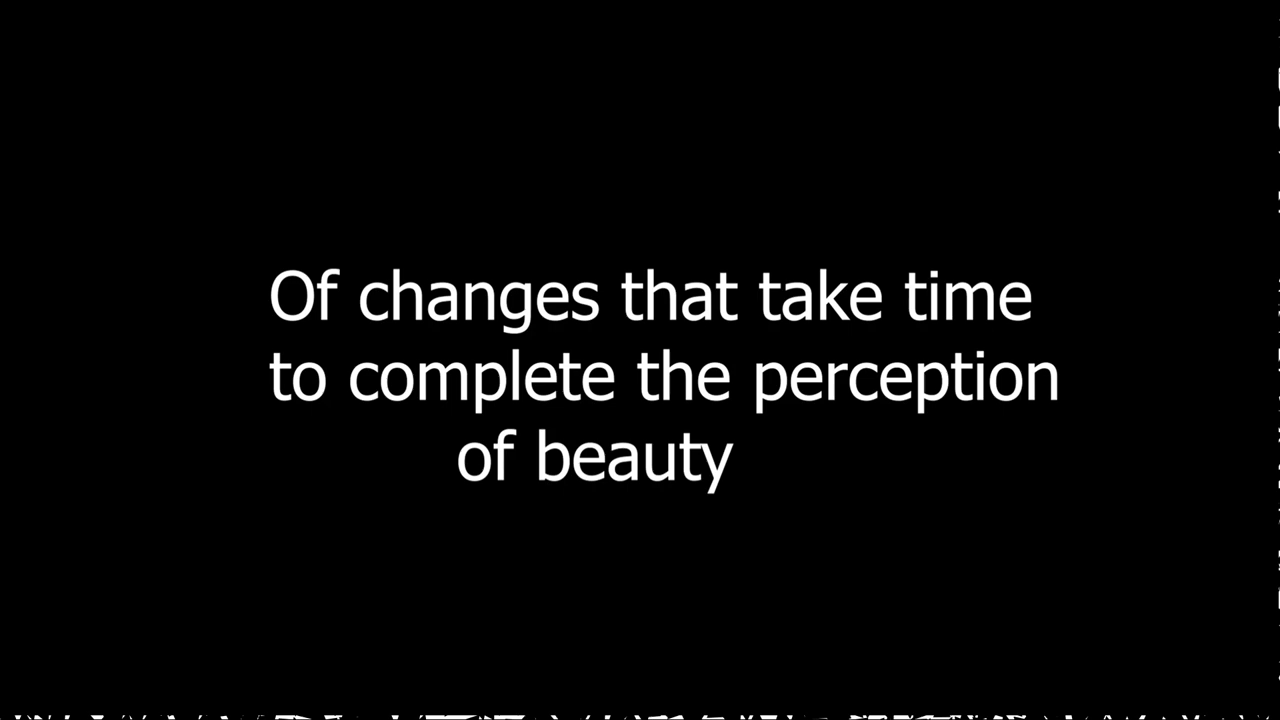 Of changes that take time
to complete the perception
of beauty